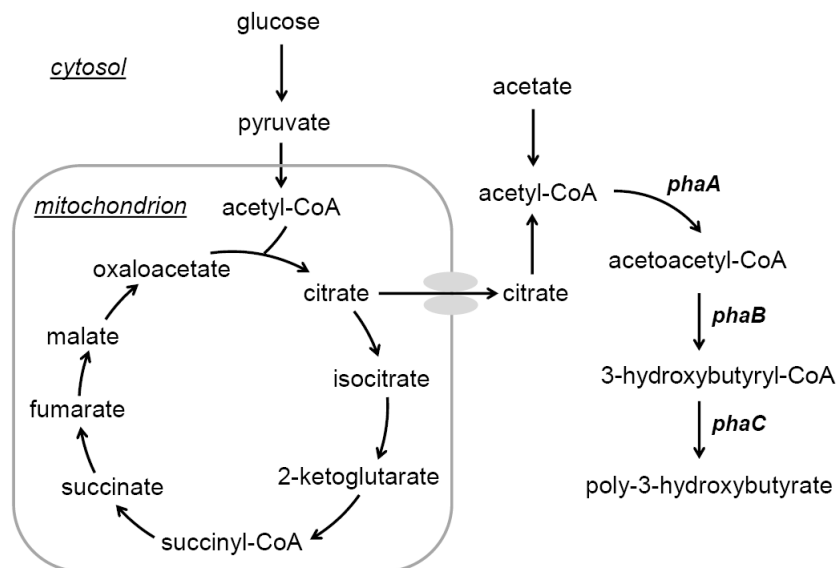 glucose
cytosol
acetate
pyruvate
acetyl-CoA
phaA
mitochondrion
acetyl-CoA
oxaloacetate
acetoacetyl-CoA
citrate
citrate
phaB
malate
isocitrate
3-hydroxybutyryl-CoA
fumarate
phaC
2-ketoglutarate
succinate
poly-3-hydroxybutyrate
succinyl-CoA